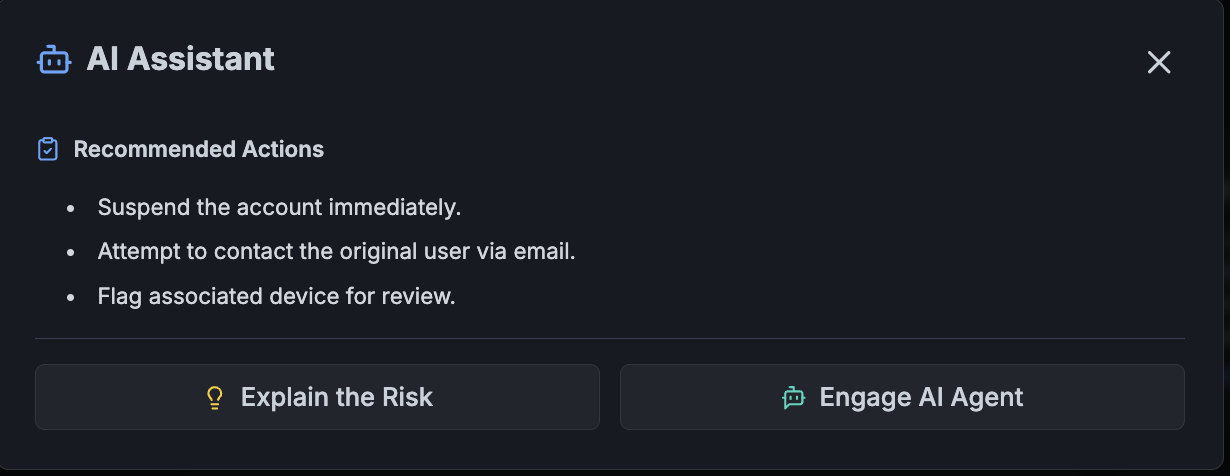 AI Assistant
Recommended Actions
• Suspend the account immediately.
• Attempt to contact the original user via email.
• Flag associated device for review.
Explain the Risk
Engage AI Agent